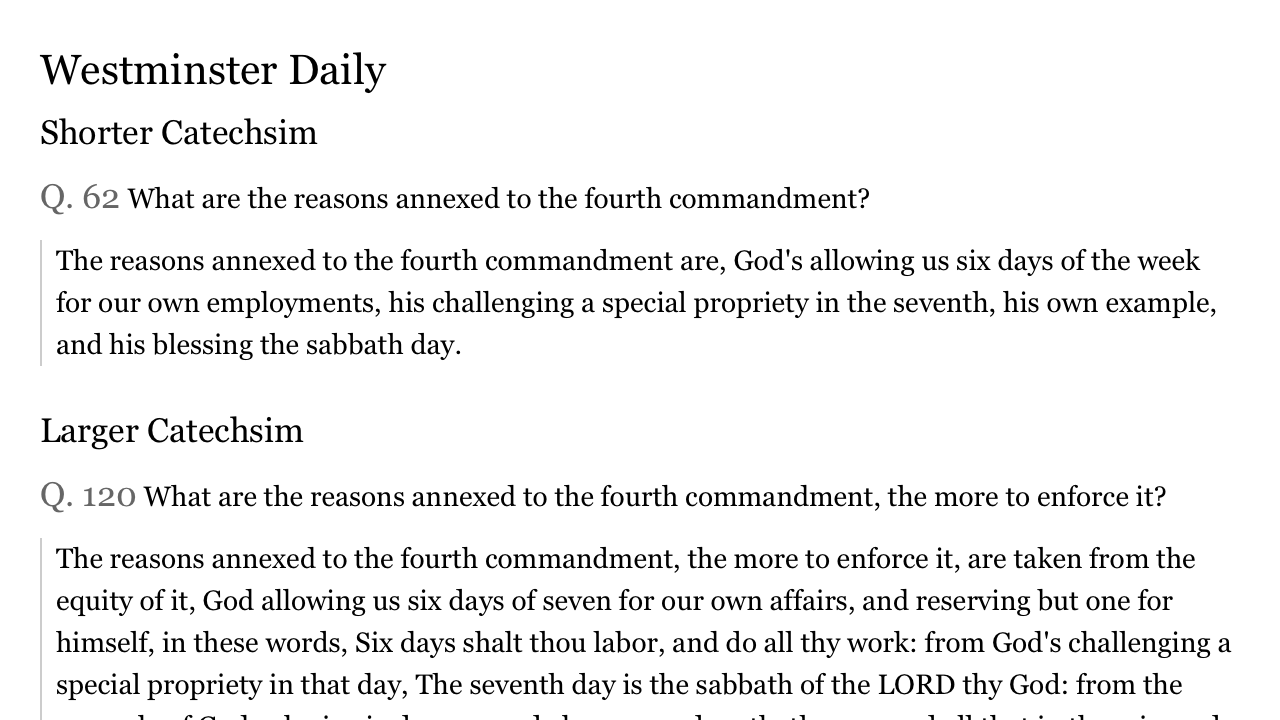 Westminster Daily
Shorter Catechsim
Q. 62 What are the reasons annexed to the fourth commandment?
The reasons annexed to the fourth commandment are, God's allowing us six days of the week
for our own employments, his challenging a special propriety in the seventh, his own example,
and his blessing the sabbath day.
Larger Catechsim
Q. 120 What are the reasons annexed to the fourth commandment, the more to enforce it?
The reasons annexed to the fourth commandment, the more to enforce it, are taken from the
equity of it, God allowing us six days of seven for our own affairs, and reserving but one for
himself, in these words, Six days shalt thou labor, and do all thy work: from God's challenging a
special propriety in that day, The seventh day is the sabbath of the LORD thy God: from the